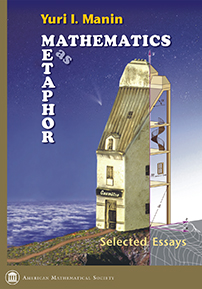 Yuri I. Manin
MATHEMATICS
as
METAPHOR
Selected Essays
AMERICAN MATHEMATICAL SOCIETY